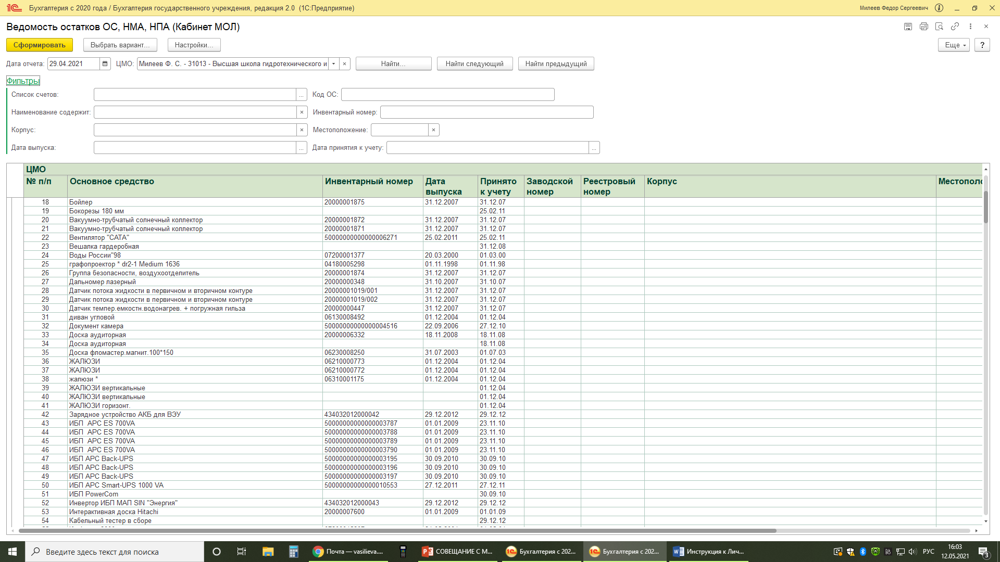 Бухгалтерия с 2020 года / Бухгалтерия государственного учреждения, редакция 2.0 (1С:Предприятие)
Милеев Федор Сергеевич
Ведомость остатков ОС, НМА, НПА (Кабинет МОЛ)
Сформировать Выбрать вариант... Настройки... Еще ?
Дата отчета: 29.04.2021 ЦМО: Милеев Ф. С. - 31013 - Высшая школа гидротехнического и Найти... Найти следующий Найти предыдущий
Фильтры
Список счетов: ... Код ОС:
Наименование содержит: × Инвентарный номер:
Корпус: × Местоположение: ×
Дата выпуска: ... Дата принятия к учету: ...
ЦМО
№ п/п Основное средство Инвентарный номер Дата выпуска Принято к учету Заводской номер Реестровый номер Корпус Местополо
18 Бойлер 20000001875 31.12.2007 31.12.07
19 Бокорезы 180 мм 25.02.11
20 Вакуумно-трубчатый солнечный коллектор 20000001872 31.12.2007 31.12.07
21 Вакуумно-трубчатый солнечный коллектор 20000001871 31.12.2007 31.12.07
22 Вентилятор "САТА" 50000000000000006271 25.02.2011 25.02.11
23 Вешалка гардеробная 31.12.08
24 Воды России"98 07200001377 20.03.2000 01.03.00
25 графопроектор * dr2-1 Medium 1636 04180005298 01.11.1998 01.11.98
26 Группа безопасности, воздухоотделитель 20000001874 31.12.2007 31.12.07
27 Дальномер лазерный 20000000348 31.10.2007 31.10.07
28 Датчик потока жидкости в первичном и вторичном контуре 20000001019/001 31.12.2007 31.12.07
29 Датчик потока жидкости в первичном и вторичном контуре 20000001019/002 31.12.2007 31.12.07
30 Датчик темпер.емкостн.водонагрев. + погружная гильза 20000000447 31.12.2007 31.12.07
31 диван угловой 06130008492 01.12.2004 01.12.04
32 Документ камера 50000000000000004516 22.09.2006 27.12.10
33 Доска аудиторная 20000006332 18.11.2008 18.11.08
34 Доска аудиторная 18.11.08
35 Доска фломастер.магнит.100*150 06230008250 31.07.2003 01.07.03
36 ЖАЛЮЗИ 06210000773 01.12.2004 01.12.04
37 ЖАЛЮЗИ 06210000772 01.12.2004 01.12.04
38 жалюзи * 06310001175 01.12.2004 01.12.04
39 ЖАЛЮЗИ вертикальные 01.12.04
40 ЖАЛЮЗИ вертикальные 01.12.04
41 ЖАЛЮЗИ горизонт. 01.12.04
42 Зарядное устройство АКБ для ВЭУ 434032012000042 29.12.2012 29.12.12
43 ИБП APC ES 700VA 50000000000000003787 01.01.2009 23.11.10
44 ИБП APC ES 700VA 50000000000000003788 01.01.2009 23.11.10
45 ИБП APC ES 700VA 50000000000000003789 01.01.2009 23.11.10
46 ИБП APC ES 700VA 50000000000000003790 01.01.2009 23.11.10
47 ИБП АРС Back-UPS 50000000000000003195 30.09.2010 30.09.10
48 ИБП АРС Back-UPS 50000000000000003196 30.09.2010 30.09.10
49 ИБП АРС Back-UPS 50000000000000003197 30.09.2010 30.09.10
50 ИБП АРС Smart-UPS 1000 VA 50000000000000010553 27.12.2011 27.12.11
51 ИБП PowerCom 30.09.10
52 Инвертор ИБП МАП SIN "Энергия" 434032012000043 29.12.2012 29.12.12
53 Интерактивная доска Hitachi 20000007600 01.01.2009 01.01.09
54 Кабельный тестер в сборе 29.12.12
Введите здесь текст для поиска Почта — vasilieva.... СОВЕЩАНИЕ С М... Бухгалтерия с 202... Бухгалтерия с 202... Инструкция к Лич... РУС 16:03
12.05.2021 3